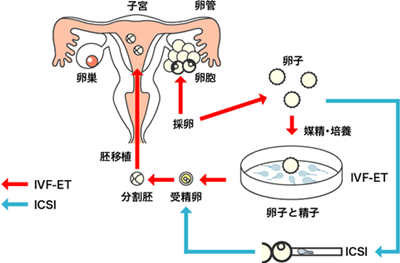 子宮
卵管
卵巣
卵胞
卵子
採卵
媒精・培養
胚移植
IVF-ET
ICSI
分割胚
受精卵
卵子と精子
IVF-ET
ICSI